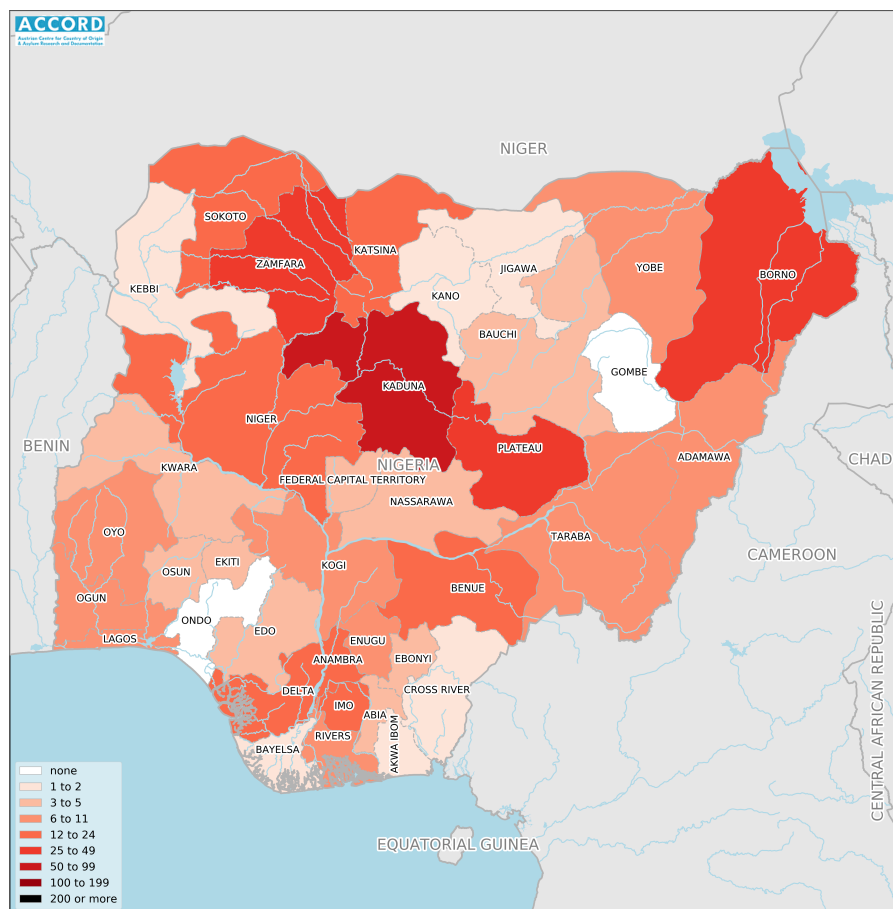 ACCORD
Austrian Centre for Country of Origin
& Asylum Research and Documentation
NIGER
SOKOTO
KATSINA
ZAMFARA
JIGAWA
YOBE
BORNO
KEBBI
KANO
BAUCHI
GOMBE
KADUNA
NIGER
BENIN
PLATEAU
ADAMAWA
CHAD
KWARA
NIGERIA
FEDERAL CAPITAL TERRITORY
NASSARAWA
OYO
TARABA
CAMEROON
OSUN
EKITI
KOGI
BENUE
OGUN
ONDO
EDO
LAGOS
ENUGU
ANAMBRA
EBONYI
CROSS RIVER
DELTA
IMO
ABIA
AKWA IBOM
RIVERS
BAYELSA
CENTRAL AFRICAN REPUBLIC
EQUATORIAL GUINEA
none
1 to 2
3 to 5
6 to 11
12 to 24
25 to 49
50 to 99
100 to 199
200 or more